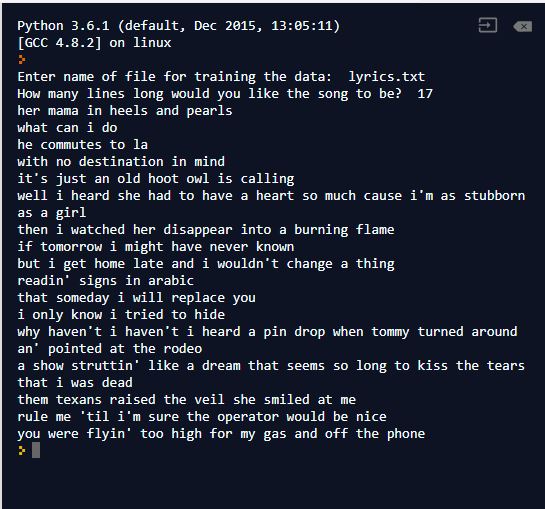 Python 3.6.1 (default, Dec 2015, 13:05:11)
[GCC 4.8.2] on linux
Enter name of file for training the data:  lyrics.txt
How many lines long would you like the song to be?  17
her mama in heels and pearls
what can i do
he commutes to la
with no destination in mind
it's just an old hoot owl is calling
well i heard she had to have a heart so much cause i'm as stubborn
as a girl
then i watched her disappear into a burning flame
if tomorrow i might have never known
but i get home late and i wouldn't change a thing
readin' signs in arabic
that someday i will replace you
i only know i tried to hide
why haven't i haven't i heard a pin drop when tommy turned around
an' pointed at the rodeo
a show struttin' like a dream that seems so long to kiss the tears
that i was dead
them texans raised the veil she smiled at me
rule me 'til i'm sure the operator would be nice
you were flyin' too high for my gas and off the phone